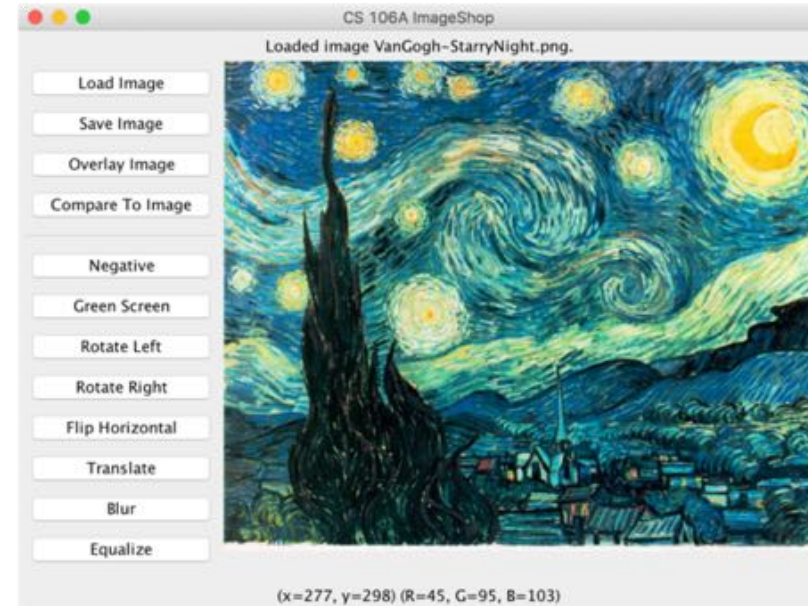 CS 106A ImageShop
Loaded image VanGogh-StarryNight.png.
Load Image
Save Image
Overlay Image
Compare To Image
Negative
Green Screen
Rotate Left
Rotate Right
Flip Horizontal
Translate
Blur
Equalize
(x=277, y=298) (R=45, G=95, B=103)